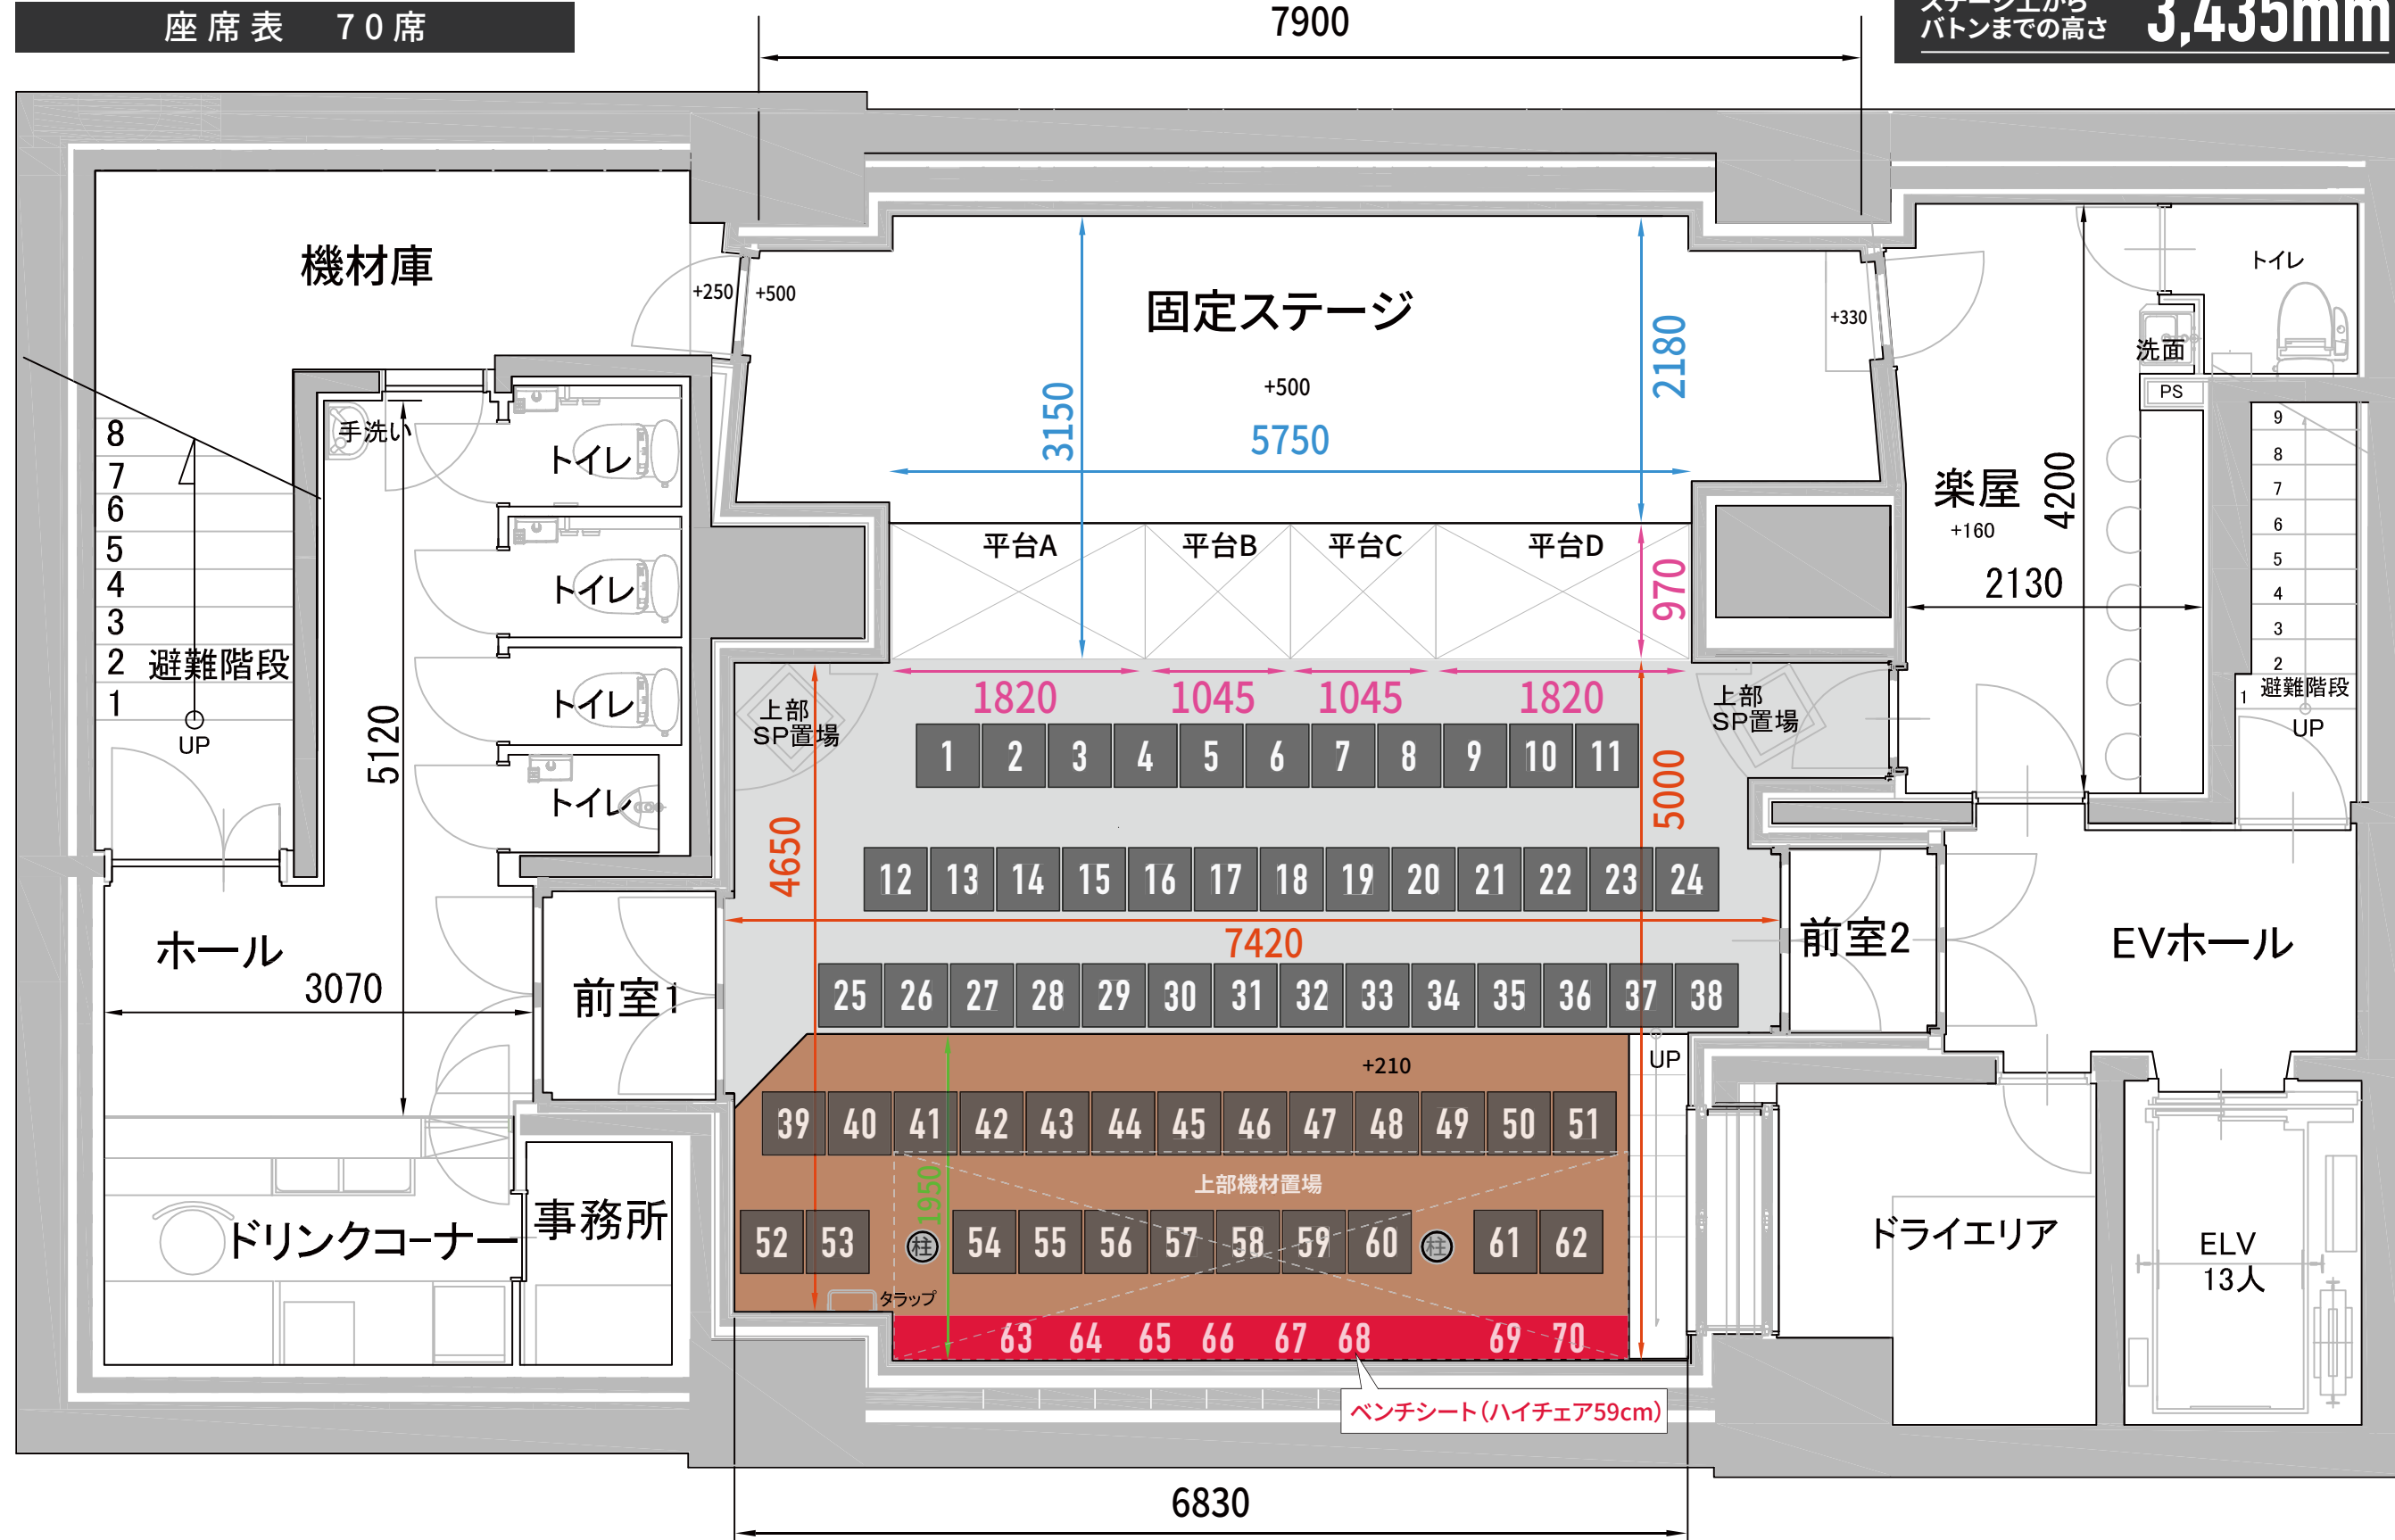 座席表 70席
7900
ステージ上から
バトンまでの高さ
3,435mm
機材庫
+250
+500
固定ステージ
+500
5750
3150
2180
+330
トイレ
洗面
PS
楽屋
+160
4200
2130
手洗い
トイレ
トイレ
トイレ
トイレ
8
7
6
5
4
3
2
1
避難階段
UP
5120
平台A
平台B
平台C
平台D
970
1820
1045
1045
1820
9
8
7
6
5
4
3
2
1
避難階段
UP
上部
SP置場
上部
SP置場
1 2 3 4 5 6 7 8 9 10 11
4650
5000
12 13 14 15 16 17 18 19 20 21 22 23 24
7420
ホール
3070
前室1
前室2
EVホール
25 26 27 28 29 30 31 32 33 34 35 36 37 38
+210
UP
39 40 41 42 43 44 45 46 47 48 49 50 51
1950
上部機材置場
52 53 柱 54 55 56 57 58 59 60 柱 61 62
タラップ
63 64 65 66 67 68 69 70
ベンチシート(ハイチェア59cm)
ドリンクコーナー
事務所
ドライエリア
ELV
13人
6830